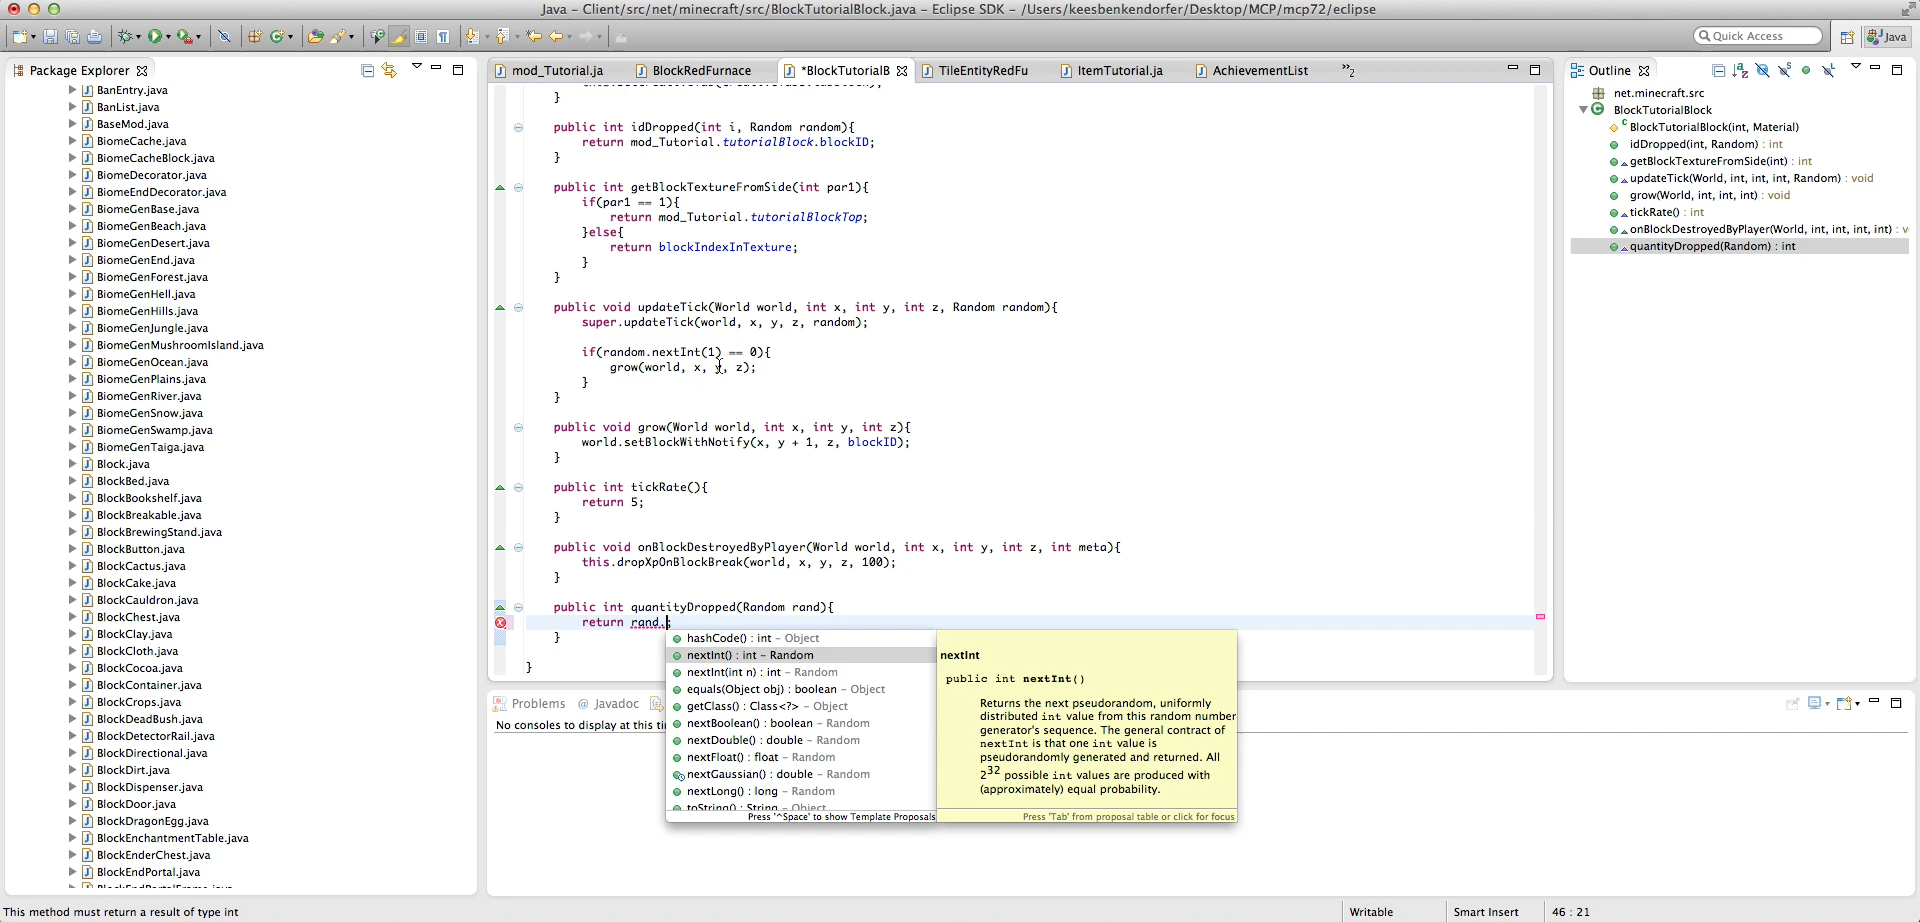 Java – Client/src/net/minecraft/src/BlockTutorialBlock.java – Eclipse SDK – /Users/keesbenkendorfer/Desktop/MCP/mcp72/eclipse
Quick Access
Java
Package Explorer
BanEntry.java
BanList.java
BaseMod.java
BiomeCache.java
BiomeCacheBlock.java
BiomeDecorator.java
BiomeEndDecorator.java
BiomeGenBase.java
BiomeGenBeach.java
BiomeGenDesert.java
BiomeGenEnd.java
BiomeGenForest.java
BiomeGenHell.java
BiomeGenHills.java
BiomeGenJungle.java
BiomeGenMushroomIsland.java
BiomeGenOcean.java
BiomeGenPlains.java
BiomeGenRiver.java
BiomeGenSnow.java
BiomeGenSwamp.java
BiomeGenTaiga.java
Block.java
BlockBed.java
BlockBookshelf.java
BlockBreakable.java
BlockBrewingStand.java
BlockButton.java
BlockCactus.java
BlockCake.java
BlockCauldron.java
BlockChest.java
BlockClay.java
BlockCloth.java
BlockCocoa.java
BlockContainer.java
BlockCrops.java
BlockDeadBush.java
BlockDetectorRail.java
BlockDirectional.java
BlockDirt.java
BlockDispenser.java
BlockDoor.java
BlockDragonEgg.java
BlockEnchantmentTable.java
BlockEnderChest.java
BlockEndPortal.java
mod_Tutorial.ja
BlockRedFurnace
*BlockTutorialB
TileEntityRedFu
ItemTutorial.ja
AchievementList
»2
}
public int idDropped(int i, Random random){
return mod_Tutorial.tutorialBlock.blockID;
}
public int getBlockTextureFromSide(int par1){
if(par1 == 1){
return mod_Tutorial.tutorialBlockTop;
}else{
return blockIndexInTexture;
}
}
public void updateTick(World world, int x, int y, int z, Random random){
super.updateTick(world, x, y, z, random);
if(random.nextInt(1) == 0){
grow(world, x, y, z);
}
}
public void grow(World world, int x, int y, int z){
world.setBlockWithNotify(x, y + 1, z, blockID);
}
public int tickRate(){
return 5;
}
public void onBlockDestroyedByPlayer(World world, int x, int y, int z, int meta){
this.dropXpOnBlockBreak(world, x, y, z, 100);
}
public int quantityDropped(Random rand){
return rand.;
}
}
hashCode() : int – Object
nextInt() : int – Random
nextInt(int n) : int – Random
equals(Object obj) : boolean – Object
getClass() : Class<?> – Object
nextBoolean() : boolean – Random
nextDouble() : double – Random
nextFloat() : float – Random
nextGaussian() : double – Random
nextLong() : long – Random
toString() : String – Object
Press '^Space' to show Template Proposals
nextInt
public int nextInt()
Returns the next pseudorandom, uniformly
distributed int value from this random number
generator's sequence. The general contract of
nextInt is that one int value is
pseudorandomly generated and returned. All
2^32 possible int values are produced with
(approximately) equal probability.
Press 'Tab' from proposal table or click for focus
Problems
@ Javadoc
No consoles to display at this ti
Outline
net.minecraft.src
BlockTutorialBlock
BlockTutorialBlock(int, Material)
idDropped(int, Random) : int
getBlockTextureFromSide(int) : int
updateTick(World, int, int, int, Random) : void
grow(World, int, int, int) : void
tickRate() : int
onBlockDestroyedByPlayer(World, int, int, int, int) : v
quantityDropped(Random) : int
This method must return a result of type int
Writable
Smart Insert
46 : 21